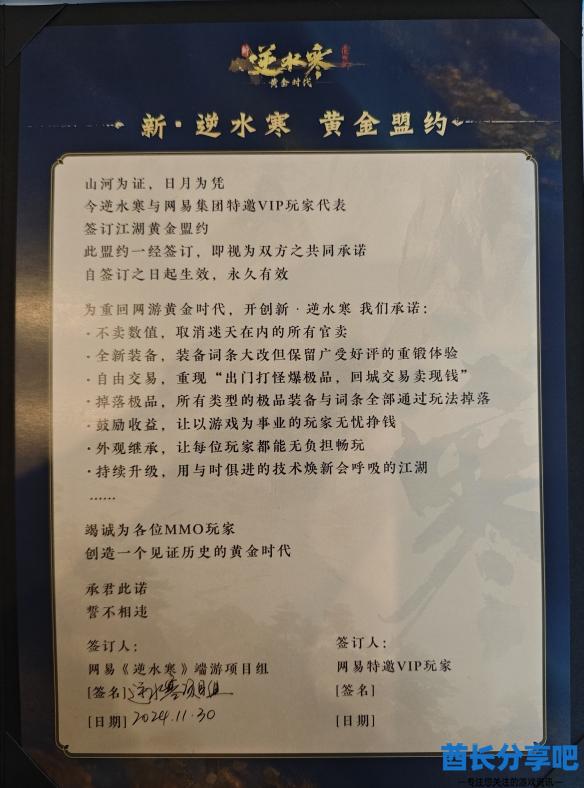 逆水寒
黄金时代
新·逆水寒 黄金盟约
山河为证，日月为凭
今逆水寒与网易集团特邀VIP玩家代表
签订江湖黄金盟约
此盟约一经签订，即视为双方之共同承诺
自签订之日起生效，永久有效
为重回网游黄金时代，开创新·逆水寒 我们承诺：
·不卖数值，取消迷天在内的所有官卖
·全新装备，装备词条大改但保留广受好评的重锻体验
·自由交易，重现“出门打怪爆极品，回城交易卖现钱”
·掉落极品，所有类型的极品装备与词条全部通过玩法掉落
·鼓励收益，让以游戏为事业的玩家无忧挣钱
·外观继承，让每位玩家都能无负担畅玩
·持续升级，用与时俱进的技术焕新会呼吸的江湖
……
竭诚为各位MMO玩家
创造一个见证历史的黄金时代
承君此诺
誓不相违
签订人：
网易《逆水寒》端游项目组
[签名]逆水寒项目组
[日期]2024.11.30
签订人：
网易特邀VIP玩家
[签名]
[日期]
酋长分享吧
—专注您关注的游戏资讯—